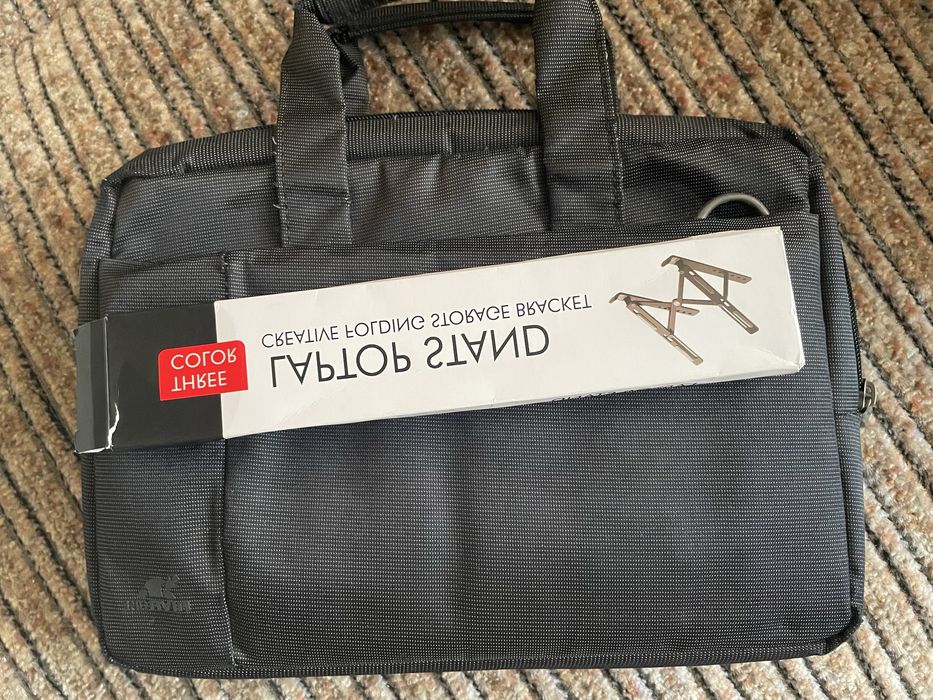 THREE
COLOR
LAPTOP STAND
CREATIVE FOLDING STORAGE BRACKET